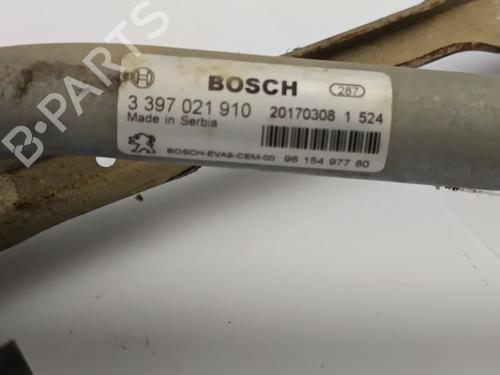 BOSCH
287
3 397 021 910
20170308 1 524
Made in Serbia
BOSCH-EVA9-CEM-00 98 154 977 80
B-PARTS